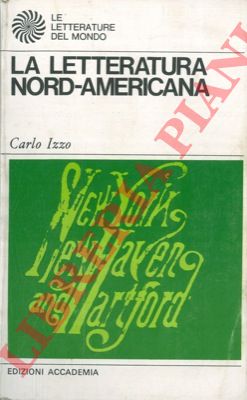 LE
LETTERATURE
DEL MONDO
LA LETTERATURA
NORD-AMERICANA
Carlo Izzo
New York
New Haven
and Hartford
EDIZIONI ACCADEMIA
LIBRERIA PIANI